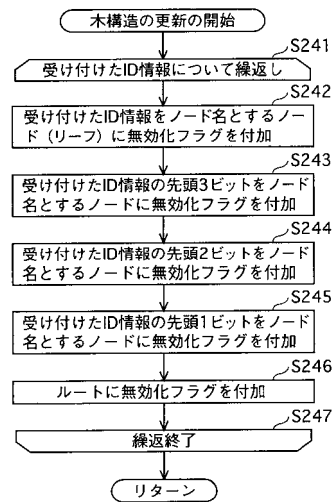 木構造の更新の開始
S241
受け付けたID情報について繰返し
S242
受け付けたID情報をノード名とするノー
ド（リーフ）に無効化フラグを付加
S243
受け付けたID情報の先頭3ビットをノード
名とするノードに無効化フラグを付加
S244
受け付けたID情報の先頭2ビットをノード
名とするノードに無効化フラグを付加
S245
受け付けたID情報の先頭1ビットをノード
名とするノードに無効化フラグを付加
S246
ルートに無効化フラグを付加
S247
繰返終了
リターン